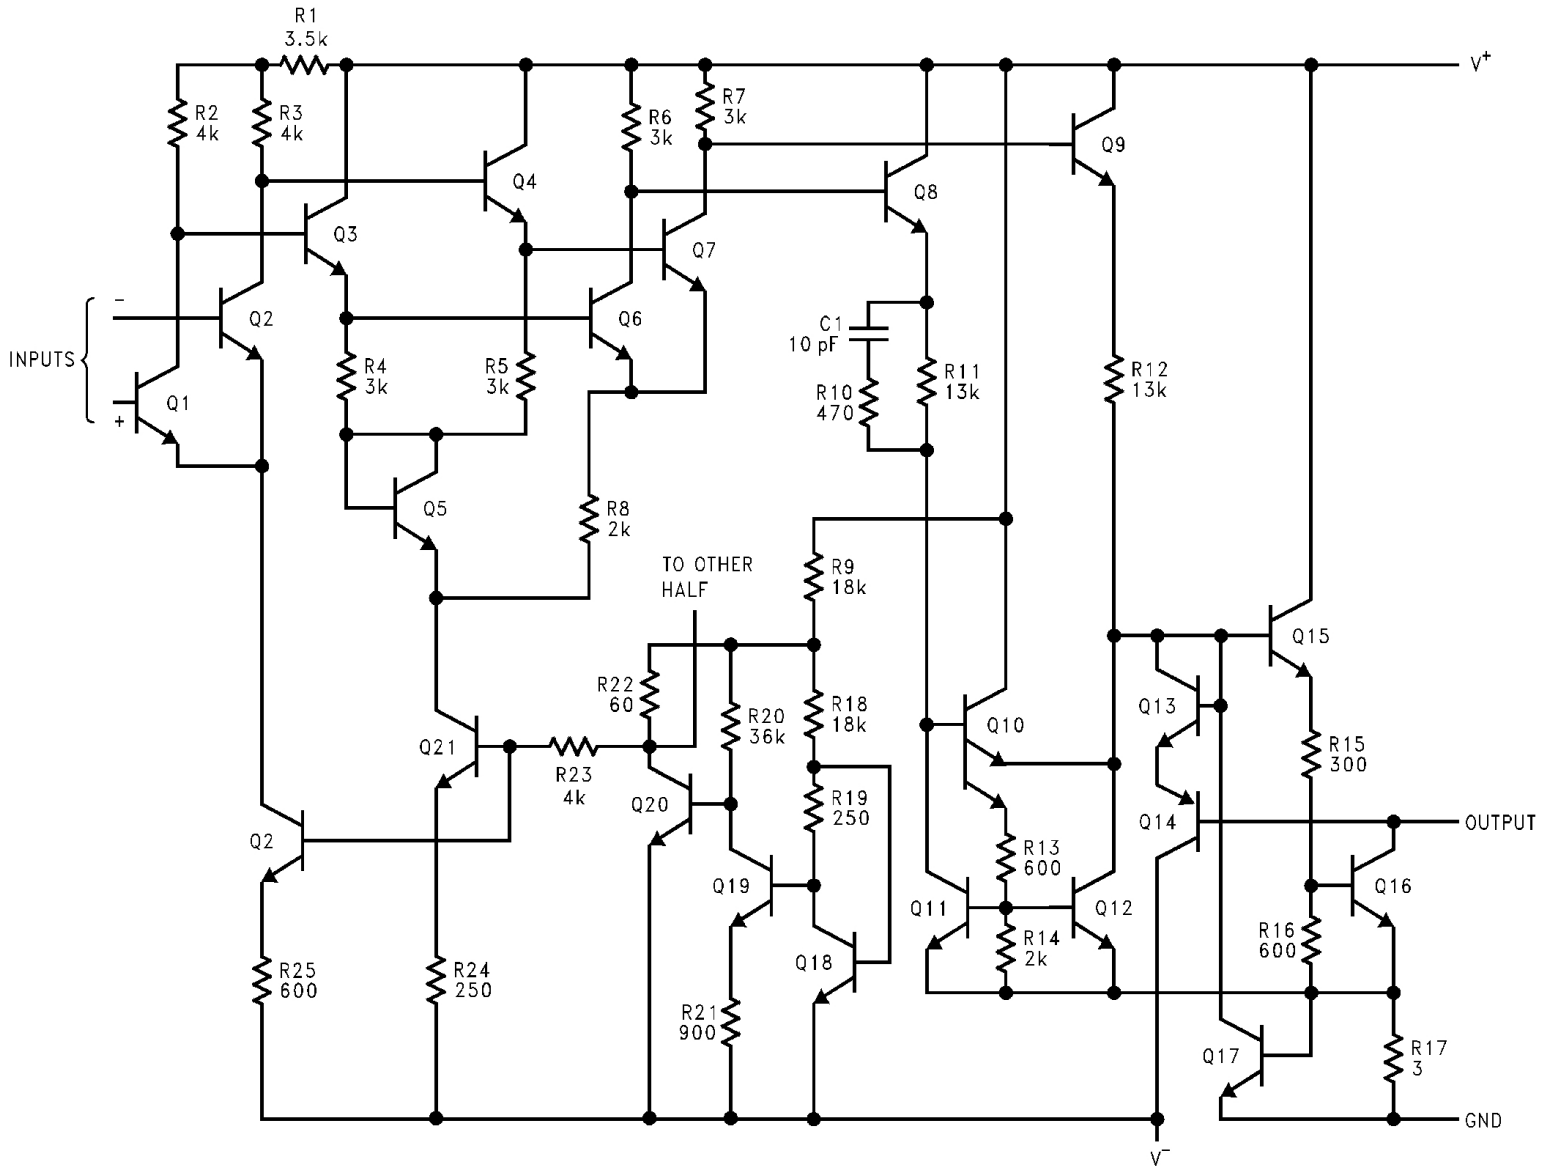 R1
3.5k
V+
R2
4k
R3
4k
R6
3k
R7
3k
Q9
Q4
Q8
Q3
Q7
−
Q2
Q6
INPUTS
C1
10 pF
R4
3k
R5
3k
R11
13k
R12
13k
R10
470
Q1
+
Q5
R8
2k
TO OTHER
HALF
R9
18k
Q15
R22
60
R20
36k
R18
18k
Q13
Q10
Q21
R23
4k
R15
300
Q20
R19
250
Q14
OUTPUT
Q2
R13
600
Q19
Q11
Q12
Q16
R14
2k
R16
600
Q18
R25
600
R24
250
R21
900
Q17
R17
3
GND
V−